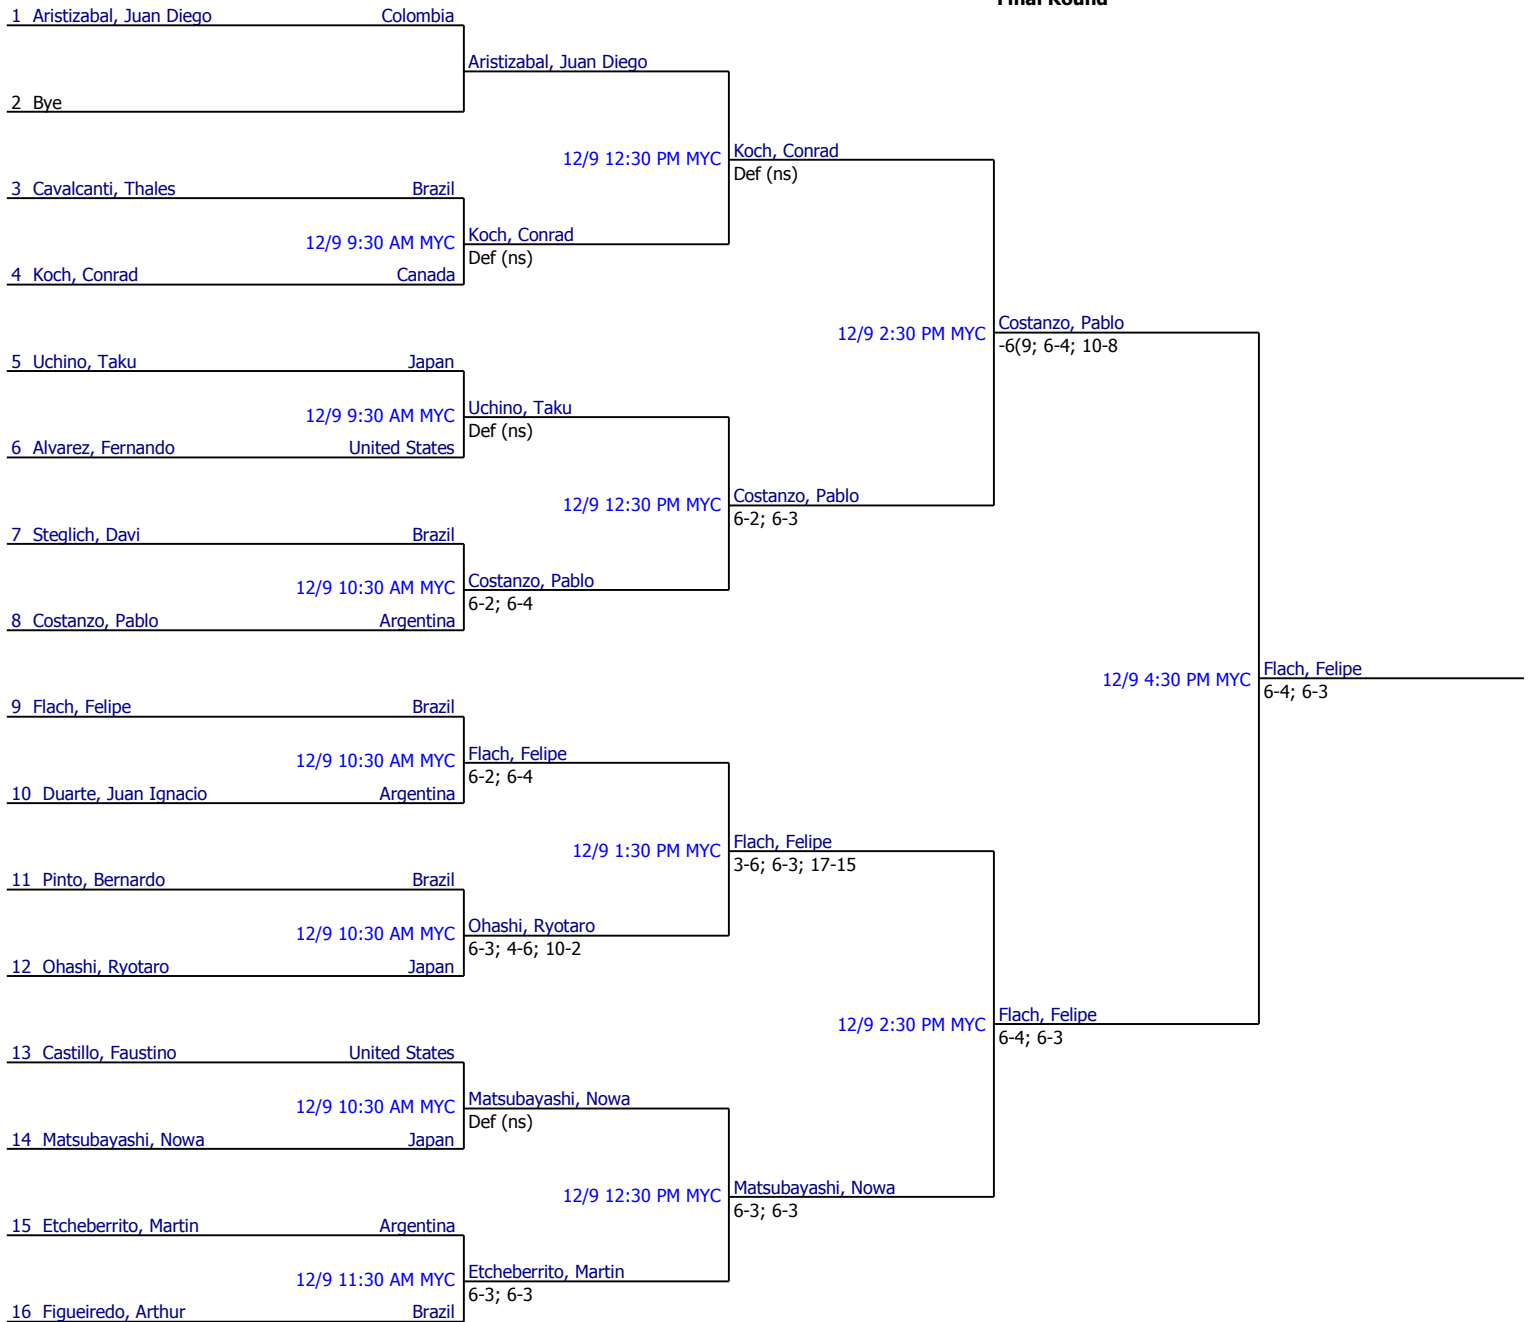 Final Round
1 Aristizabal, Juan Diego Colombia
Aristizabal, Juan Diego
2 Bye
12/9 12:30 PM MYC Koch, Conrad
Def (ns)
3 Cavalcanti, Thales Brazil
12/9 9:30 AM MYC Koch, Conrad
Def (ns)
4 Koch, Conrad Canada
12/9 2:30 PM MYC Costanzo, Pablo
-6(9; 6-4; 10-8
5 Uchino, Taku Japan
12/9 9:30 AM MYC Uchino, Taku
Def (ns)
6 Alvarez, Fernando United States
12/9 12:30 PM MYC Costanzo, Pablo
6-2; 6-3
7 Steglich, Davi Brazil
12/9 10:30 AM MYC Costanzo, Pablo
6-2; 6-4
8 Costanzo, Pablo Argentina
12/9 4:30 PM MYC Flach, Felipe
6-4; 6-3
9 Flach, Felipe Brazil
12/9 10:30 AM MYC Flach, Felipe
6-2; 6-4
10 Duarte, Juan Ignacio Argentina
12/9 1:30 PM MYC Flach, Felipe
3-6; 6-3; 17-15
11 Pinto, Bernardo Brazil
12/9 10:30 AM MYC Ohashi, Ryotaro
6-3; 4-6; 10-2
12 Ohashi, Ryotaro Japan
12/9 2:30 PM MYC Flach, Felipe
6-4; 6-3
13 Castillo, Faustino United States
12/9 10:30 AM MYC Matsubayashi, Nowa
Def (ns)
14 Matsubayashi, Nowa Japan
12/9 12:30 PM MYC Matsubayashi, Nowa
6-3; 6-3
15 Etcheberrito, Martin Argentina
12/9 11:30 AM MYC Etcheberrito, Martin
6-3; 6-3
16 Figueiredo, Arthur Brazil